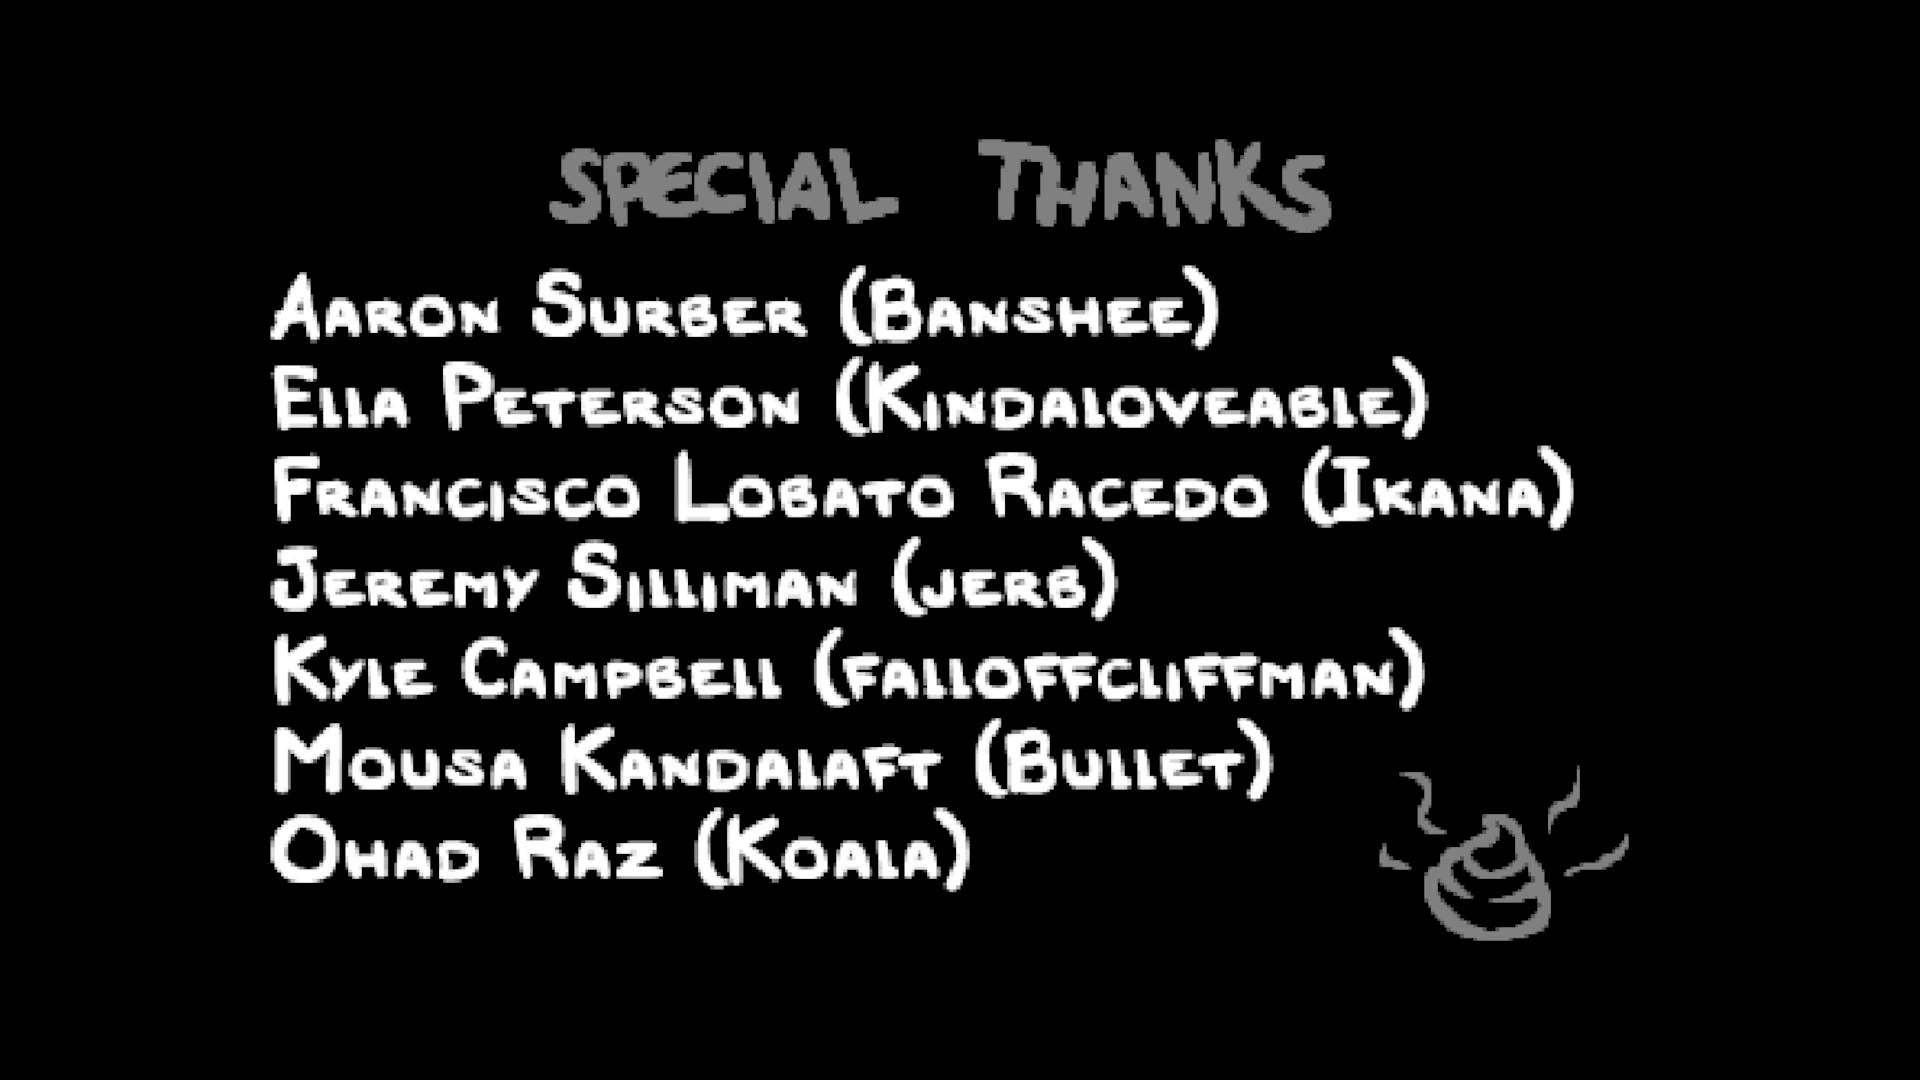 SPECIAL THANKS
Aaron Surber (Banshee)
Ella Peterson (Kindaloveable)
Francisco Lobato Racedo (Ikana)
Jeremy Silliman (jerb)
Kyle Campbell (falloffcliffman)
Mousa Kandalaft (Bullet)
Ohad Raz (Koala)